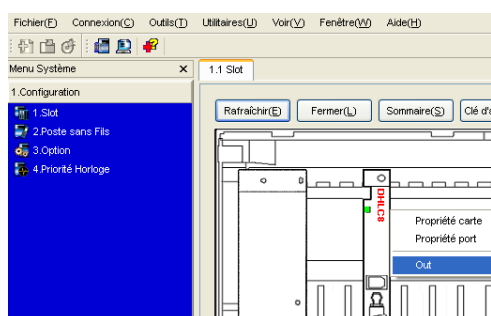 Fichier(F) Connexion(C) Outils(T) Utilitaires(U) Voir(V) Fenêtre(W) Aide(H)
Menu Système X 1.1 Slot
1.Configuration
1.Slot
2.Poste sans Fils
3.Option
4.Priorité Horloge
Rafraîchir(E) Fermer(L) Sommaire(S) Clé d'a
DHLC8
Propriété carte
Propriété port
Out